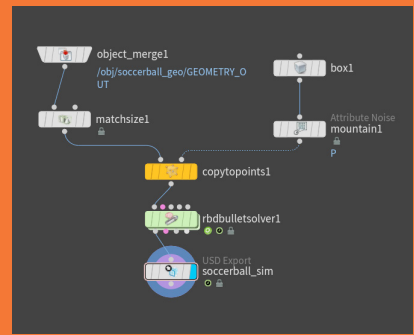 object_merge1
/obj/soccerball_geo/GEOMETRY_O
UT
box1
matchsize1
Attribute Noise
mountain1
P
copytopoints1
rbdbulletsolver1
USD Export
soccerball_sim